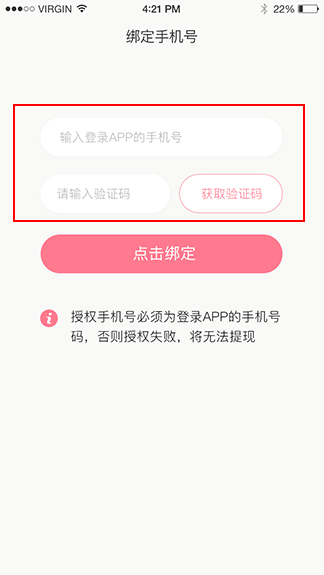 VIRGIN 4:21 PM 22%
绑定手机号
输入登录APP的手机号
请输入验证码 获取验证码
点击绑定
授权手机号必须为登录APP的手机号
码，否则授权失败，将无法提现